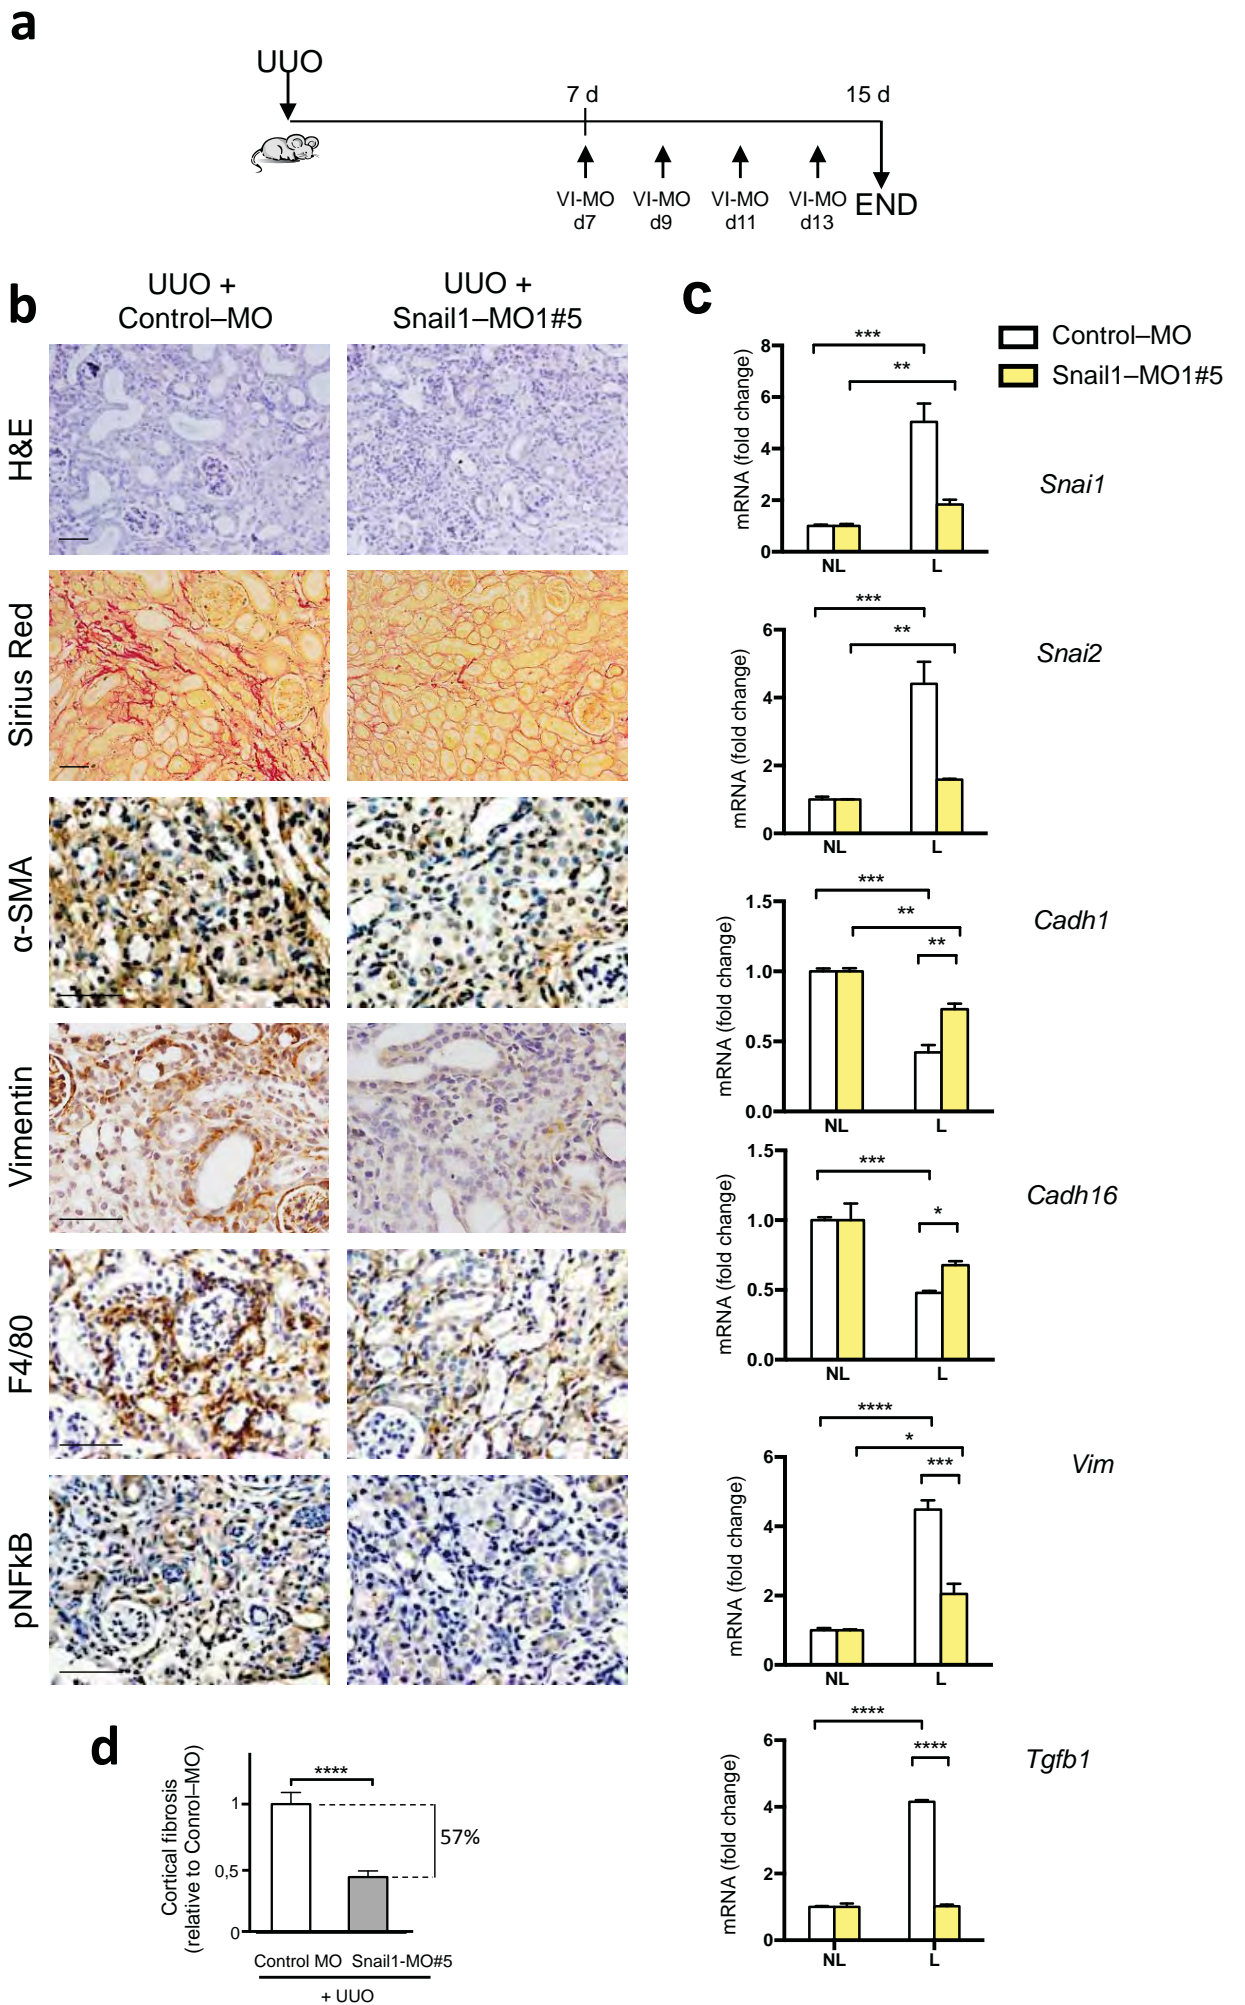 a
UUO
7 d
15 d
VI-MO
d7
VI-MO
d9
VI-MO
d11
VI-MO
d13
END
b
UUO +
Control–MO
UUO +
Snail1–MO1#5
H&E
Sirius Red
α-SMA
Vimentin
F4/80
pNFkB
c
Control–MO
Snail1–MO1#5
***
**
8
6
4
2
0
mRNA (fold change)
NL
L
Snai1
***
**
6
4
2
0
mRNA (fold change)
NL
L
Snai2
***
**
**
1.5
1.0
0.5
0.0
mRNA (fold change)
NL
L
Cadh1
***
*
1.5
1.0
0.5
0.0
mRNA (fold change)
NL
L
Cadh16
****
*
***
6
4
2
0
mRNA (fold change)
NL
L
Vim
****
****
6
4
2
0
mRNA (fold change)
NL
L
Tgfb1
d
Cortical fibrosis
(relative to Conrol–MO)
****
1
0,5
0
57%
Control MO
Snail1-MO#5
+ UUO